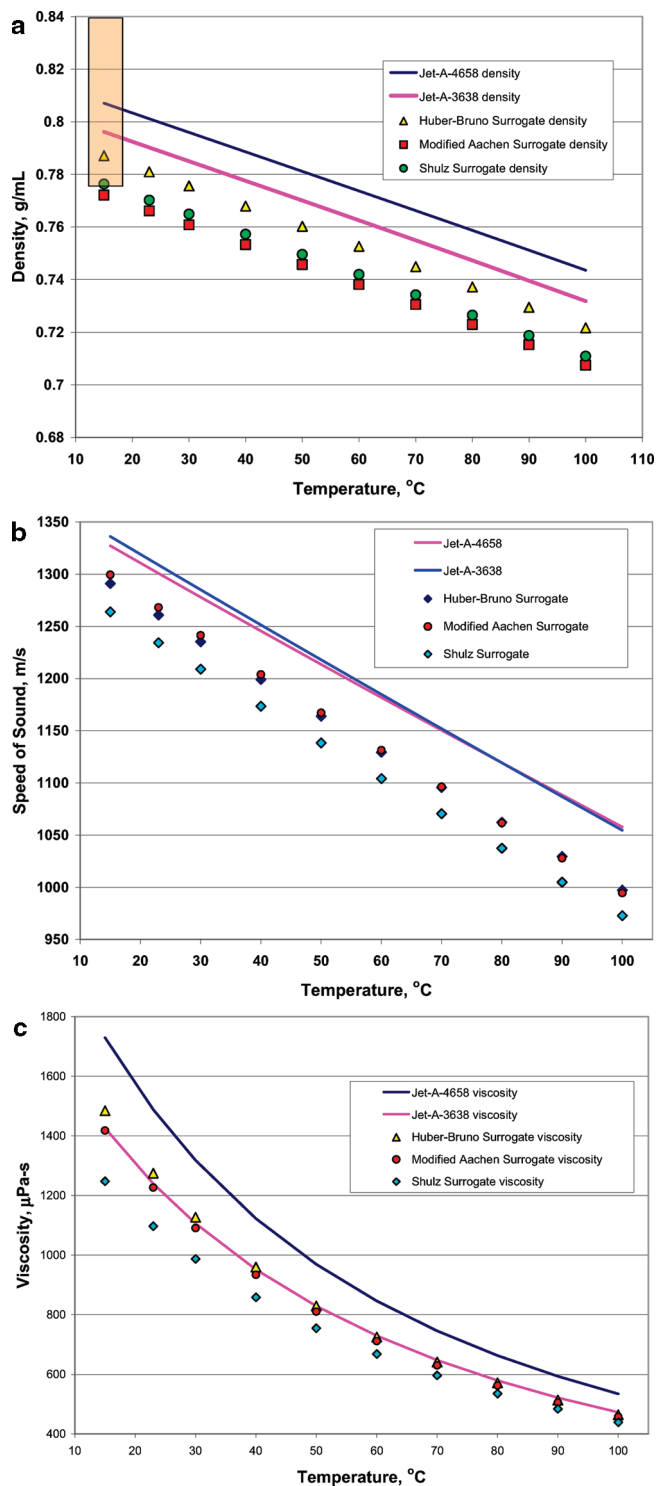 a
0.84
0.82
0.8
0.78
0.76
0.74
0.72
0.7
0.68
Density, g/mL
Jet-A-4658 density
Jet-A-3638 density
Huber-Bruno Surrogate density
Modified Aachen Surrogate density
Shulz Surrogate density
10 20 30 40 50 60 70 80 90 100 110
Temperature, °C
b
1350
1300
1250
1200
1150
1100
1050
1000
950
Speed of Sound, m/s
Jet-A-4658
Jet-A-3638
Huber-Bruno Surrogate
Modified Aachen Surrogate
Shulz Surrogate
10 20 30 40 50 60 70 80 90 100
Temperature, °C
c
1800
1600
1400
1200
1000
800
600
400
Viscosity, µPa-s
Jet-A-4658 viscosity
Jet-A-3638 viscosity
Huber-Bruno Surrogate viscosity
Modified Aachen Surrogate viscosity
Shulz Surrogate viscosity
10 20 30 40 50 60 70 80 90 100
Temperature, °C